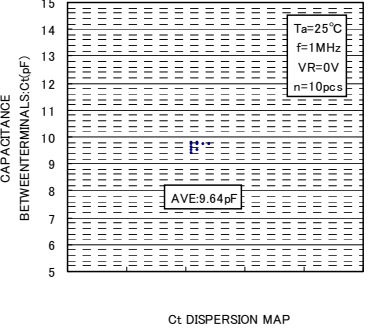 15
14
13
12
11
10
9
8
7
6
5
CAPACITANCE
BETWEENTERMINALS:Ct(pF)
Ta=25℃
f=1MHz
VR=0V
n=10pcs
AVE:9.64pF
Ct DISPERSION MAP